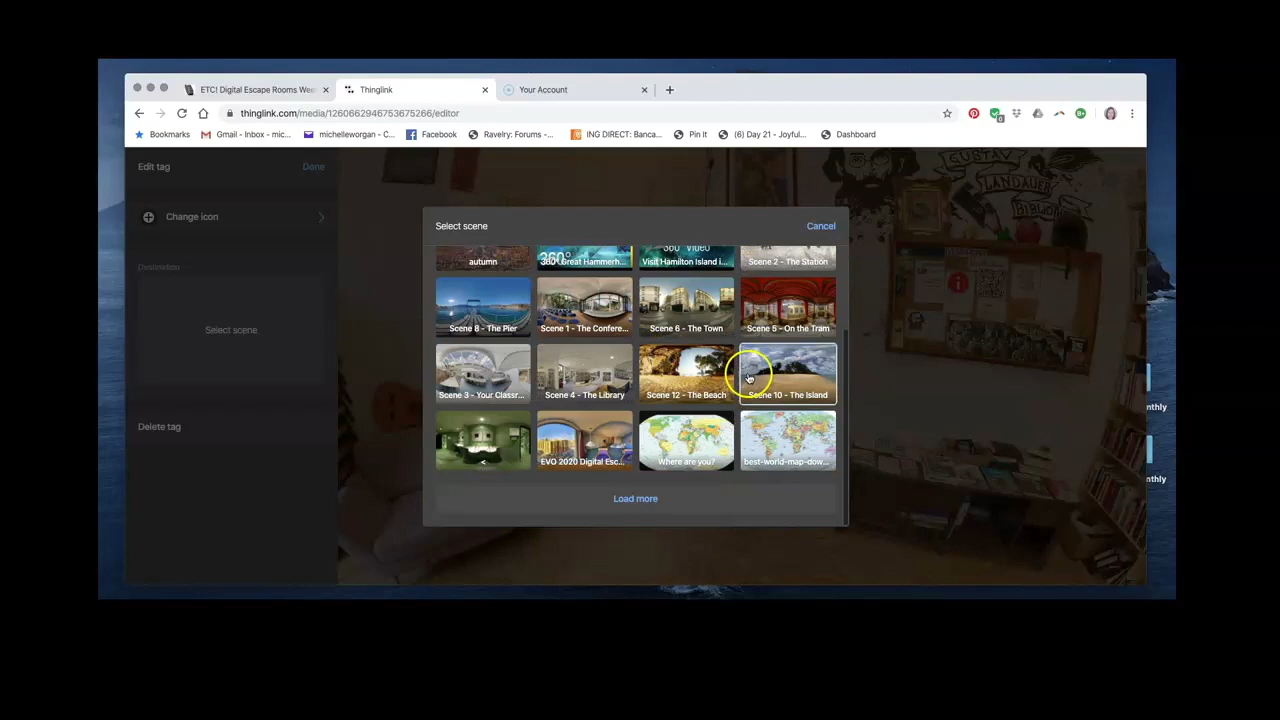 ETC! Digital Escape Rooms Wee
Thinglink
Your Account
thinglink.com/media/1260662946753675266/editor
Bookmarks
Gmail - Inbox - mic...
michelleworgan - C...
Facebook
Ravelry: Forums -...
ING DIRECT: Banca...
Pin It
(6) Day 21 - Joyful...
Dashboard
Edit tag
Done
Change icon
Destination
Select scene
Delete tag
GUSTAV
LANDAUER
BIBLIO
Select scene
Cancel
autumn
360° Great Hammerh...
360 Video
Visit Hamilton Island i...
Scene 2 - The Station
Scene 8 - The Pier
Scene 1 - The Confere...
Scene 6 - The Town
Scene 5 - On the Tram
Scene 3 - Your Classr...
Scene 4 - The Library
Scene 12 - The Beach
Scene 10 - The Island
<
EVO 2020 Digital Esc...
Where are you?
best-world-map-dow...
Load more
nthly
nthly